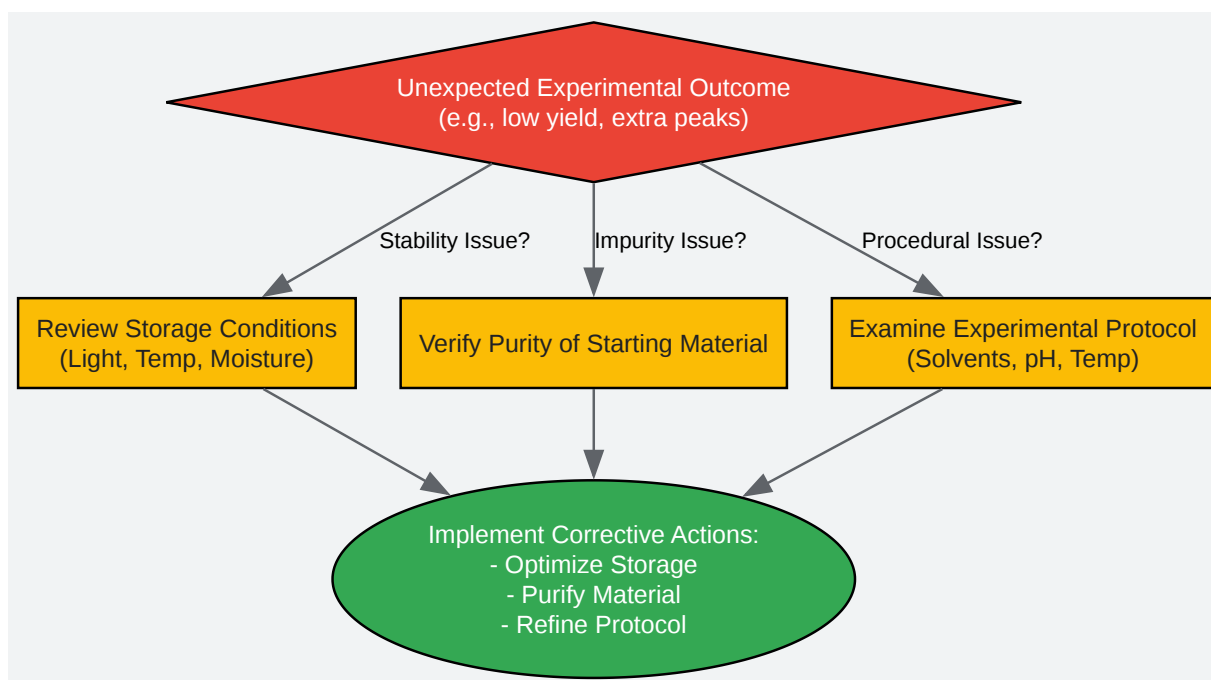 Unexpected Experimental Outcome
(e.g., low yield, extra peaks)
Stability Issue?
Impurity Issue?
Procedural Issue?
Review Storage Conditions
(Light, Temp, Moisture)
Verify Purity of Starting Material
Examine Experimental Protocol
(Solvents, pH, Temp)
Implement Corrective Actions:
- Optimize Storage
- Purify Material
- Refine Protocol